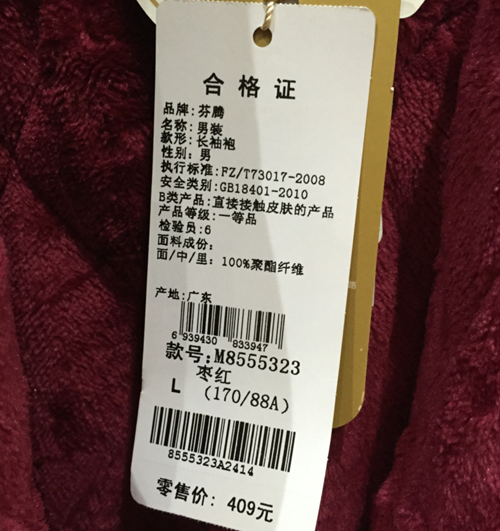 合格证
品牌:芬腾
名称:男装
款形:长袖袍
性别:男
执行标准:FZ/T73017-2008
安全类别:GB18401-2010
B类产品:直接接触皮肤的产品
产品等级:一等品
检验员:6
面料成份:
面/中/里: 100%聚酯纤维
产地:广东
6 939430 833947
款号:M8555323
枣红
L (170/88A)
8555323A2414
零售价: 409元